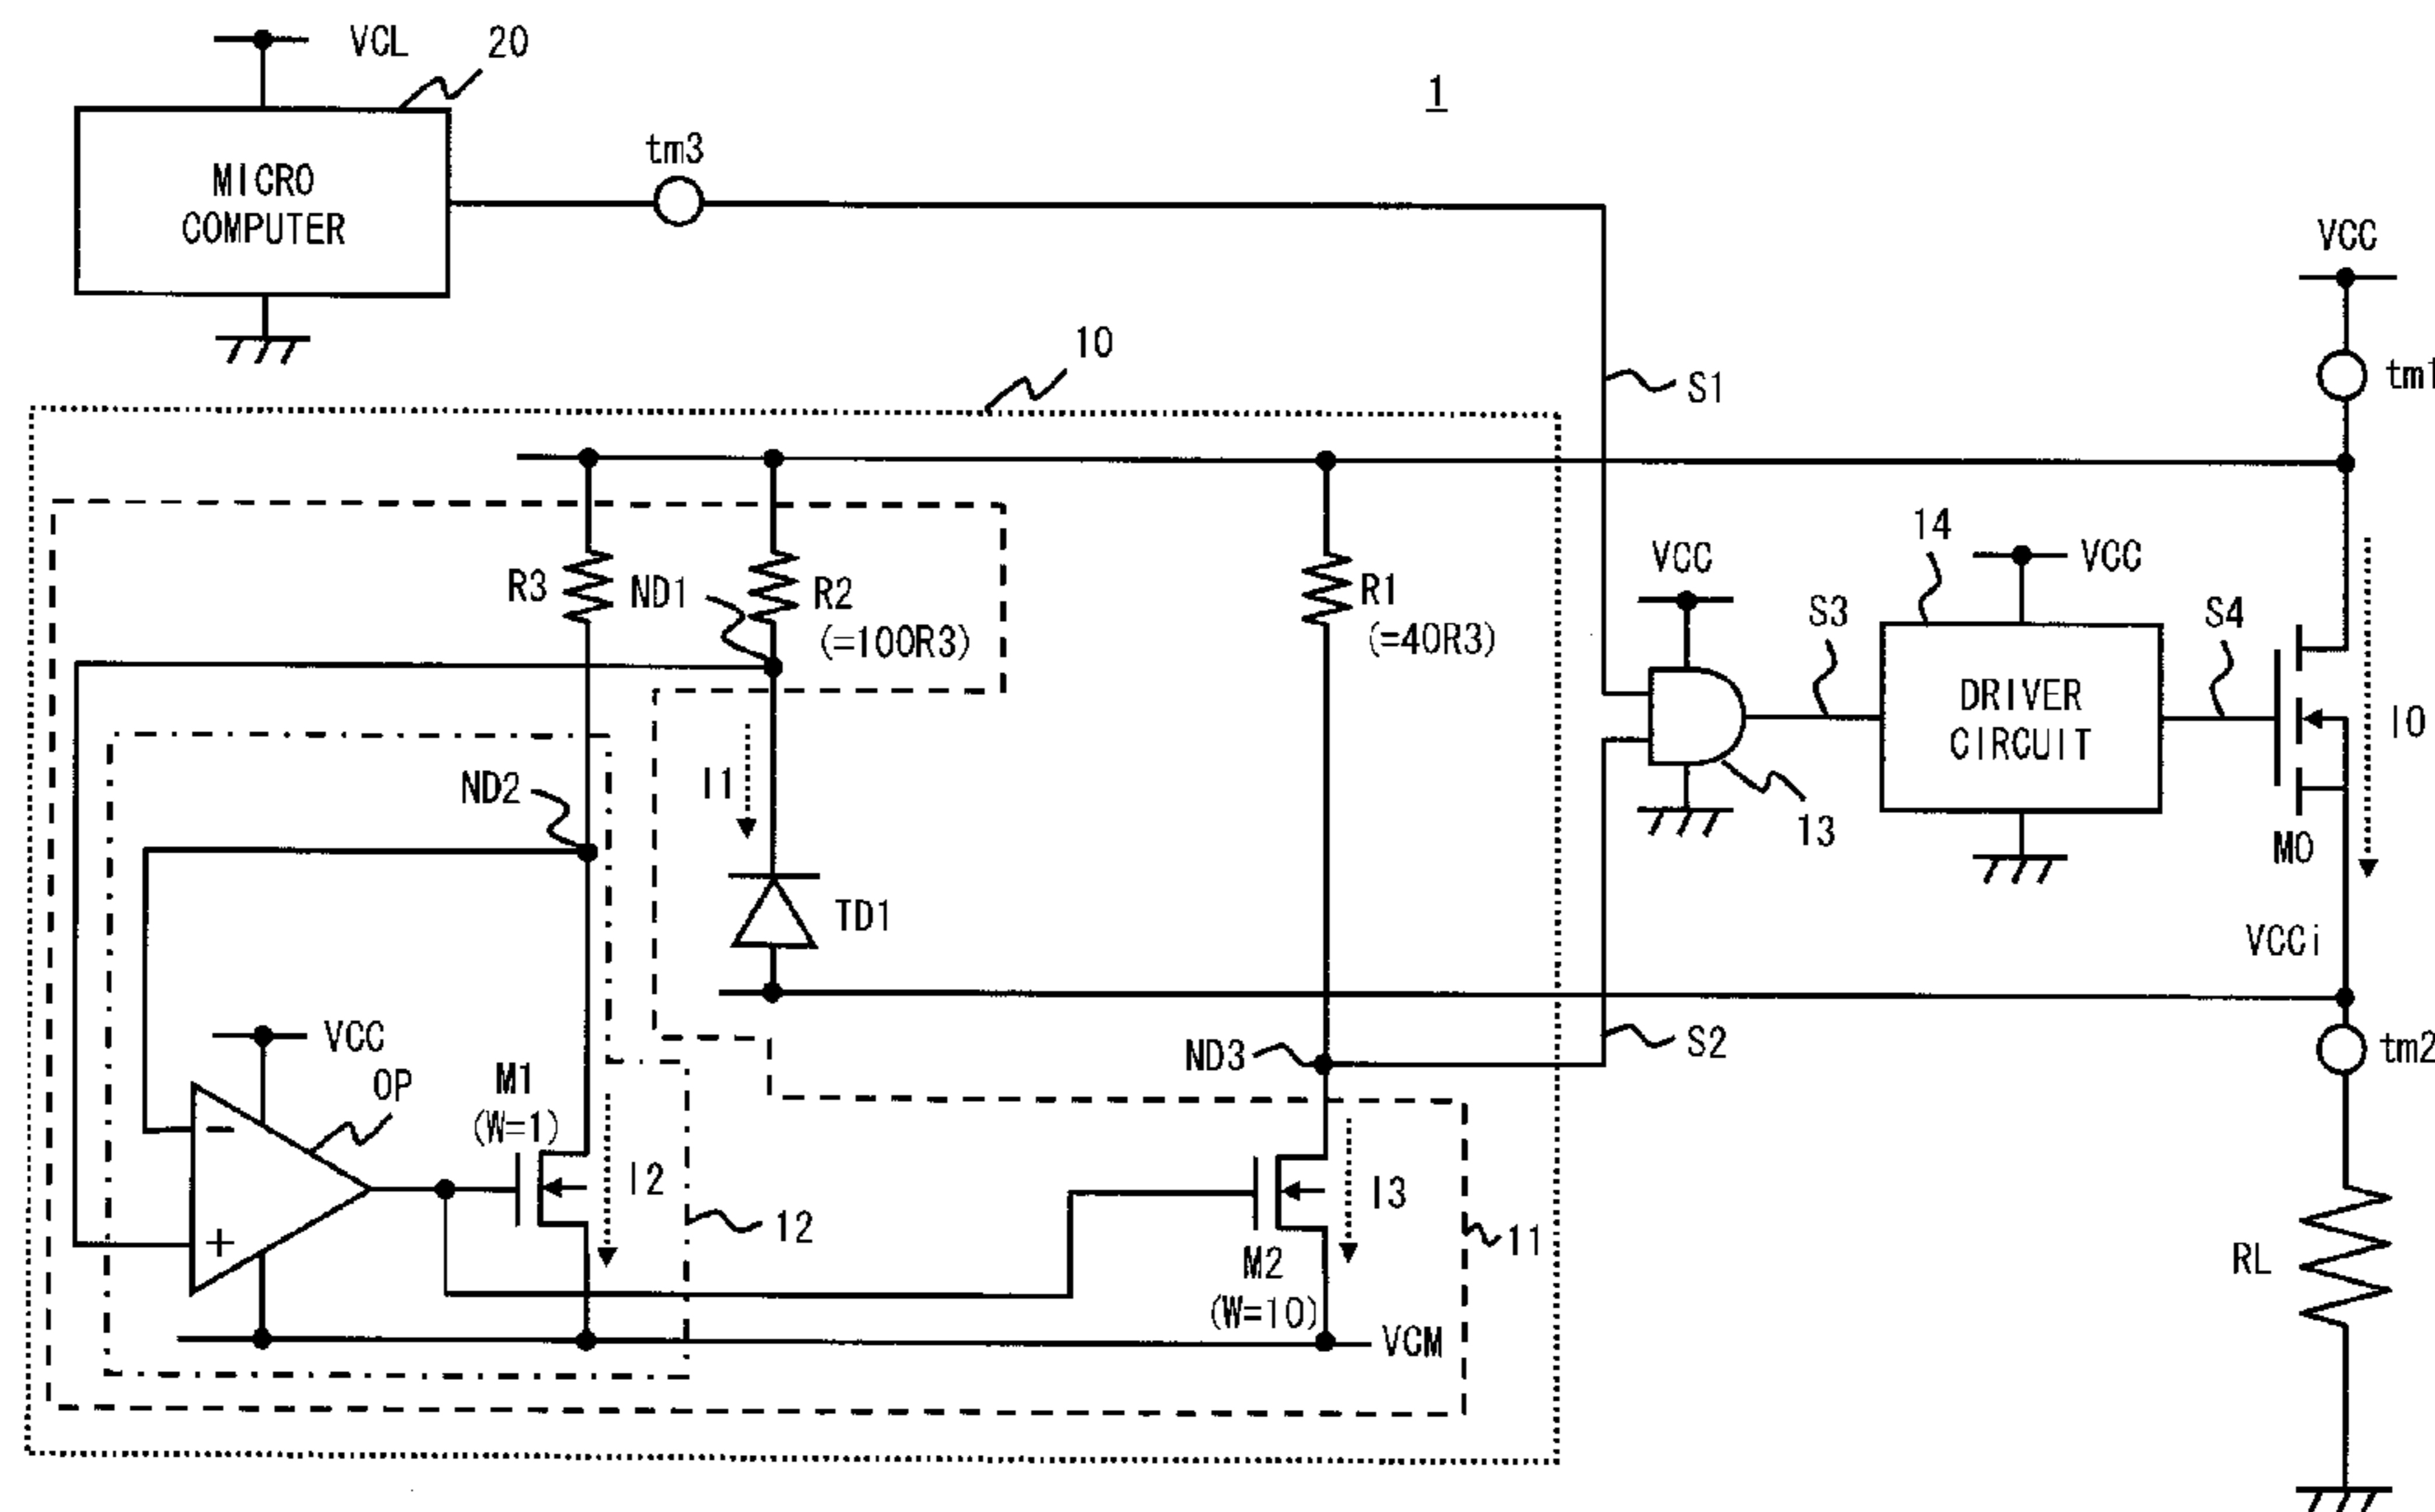 VCL
20
1
MICRO
COMPUTER
tm3
VCC
10
S1
tm1
R3
ND1
R2
(=100R3)
R1
(=40R3)
VCC
14
VCC
S3
S4
DRIVER
CIRCUIT
I0
ND2
I1
13
M0
TD1
VCCi
VCC
OP
M1
(W=1)
ND3
S2
tm2
−
+
I2
12
I3
11
M2
(W=10)
RL
VCM